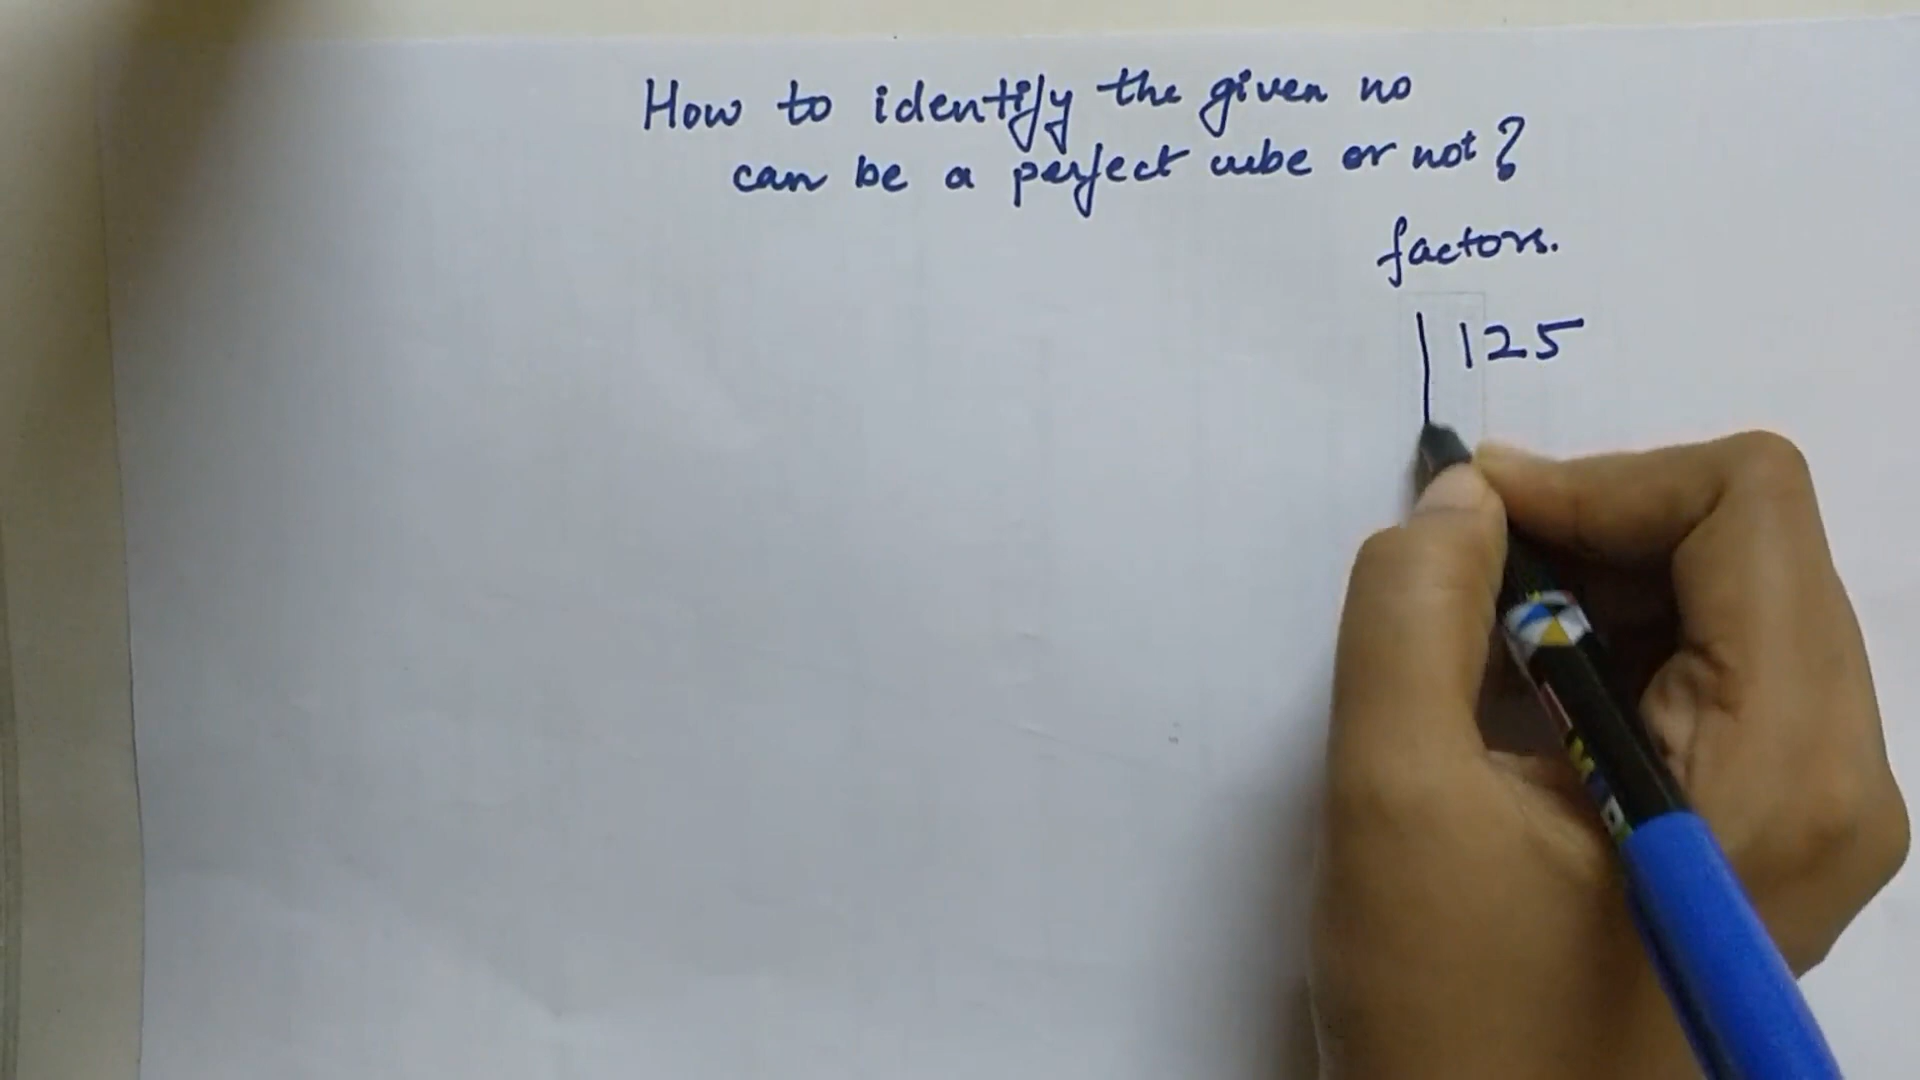 How to identify the given no
can be a perfect cube or not?
factors.
125